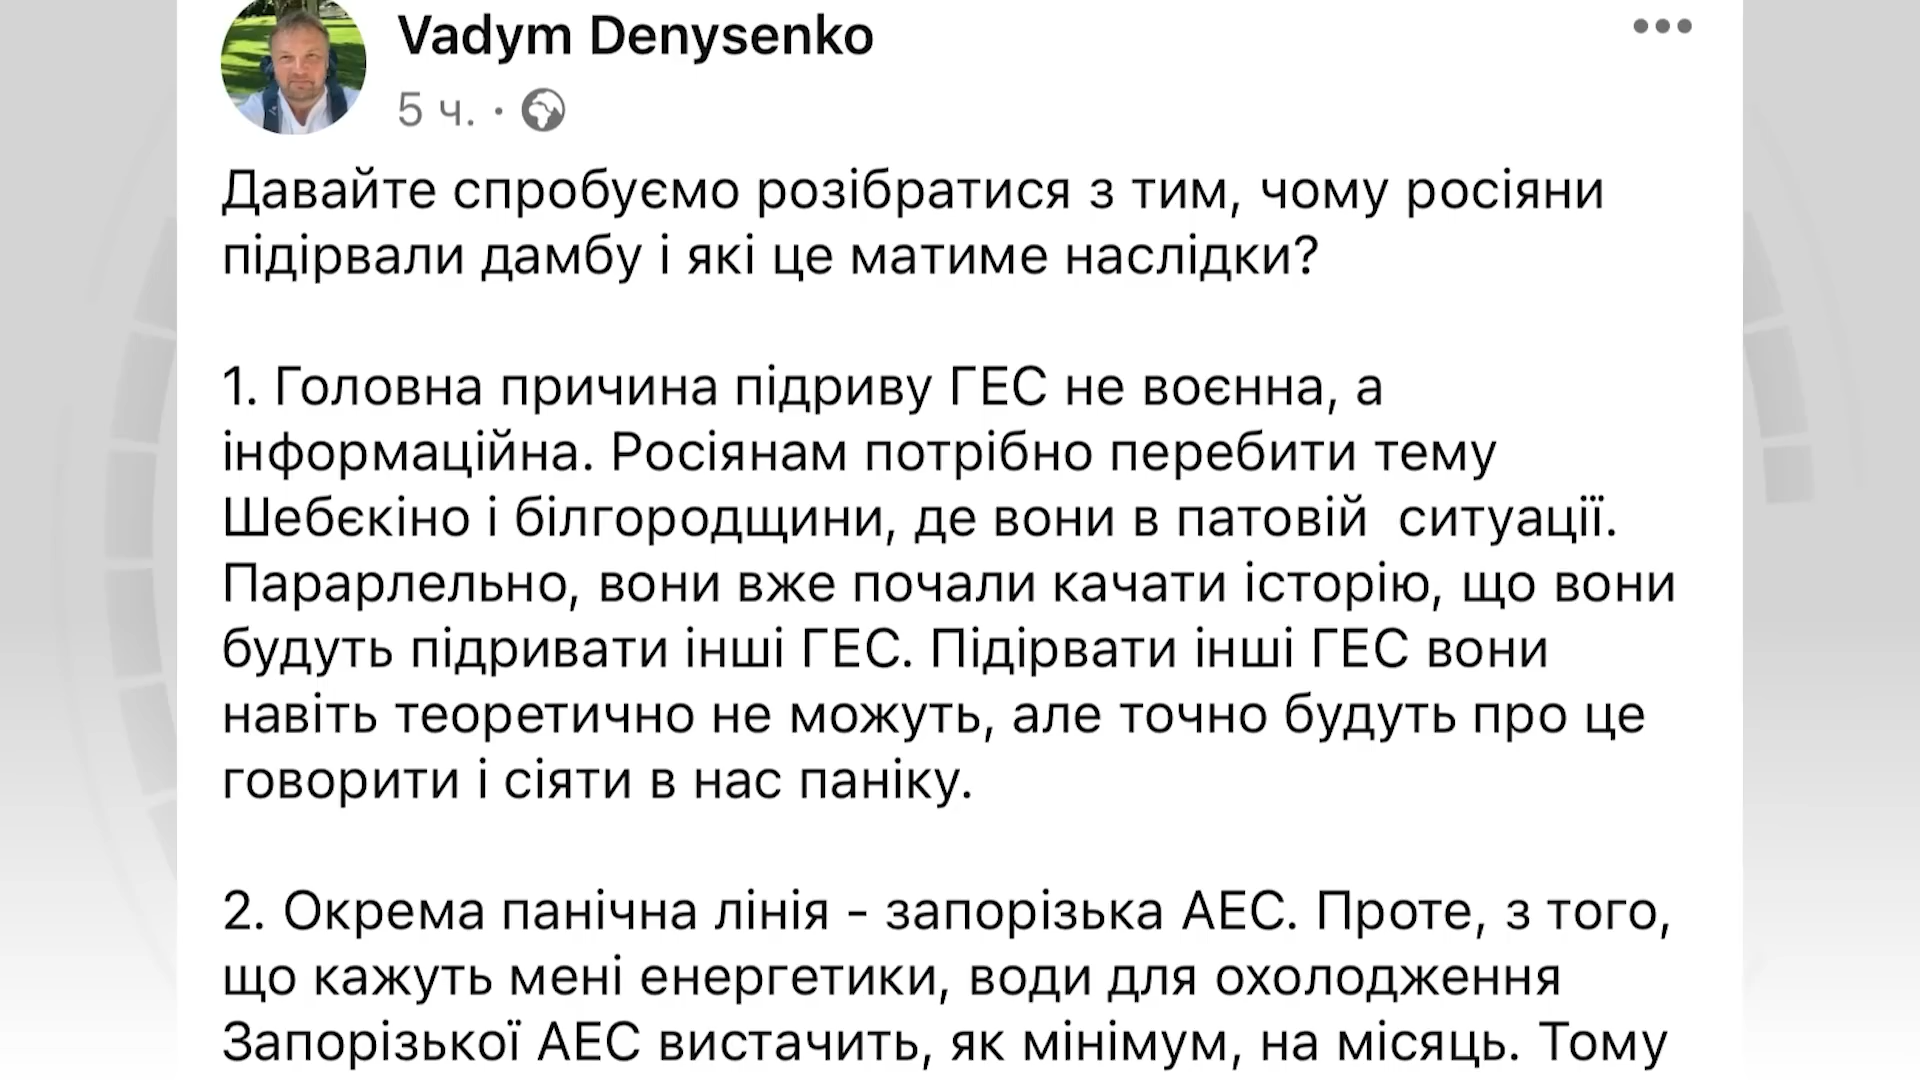 Vadym Denysenko
5 ч. ·
Давайте спробуємо розібратися з тим, чому росіяни
підірвали дамбу і які це матиме наслідки?
1. Головна причина підриву ГЕС не воєнна, а
інформаційна. Росіянам потрібно перебити тему
Шебєкіно і білгородщини, де вони в патовій ситуації.
Парарлельно, вони вже почали качати історію, що вони
будуть підривати інші ГЕС. Підірвати інші ГЕС вони
навіть теоретично не можуть, але точно будуть про це
говорити і сіяти в нас паніку.
2. Окрема панічна лінія - запорізька АЕС. Проте, з того,
що кажуть мені енергетики, води для охолодження
Запорізької АЕС вистачить, як мінімум, на місяць. Тому